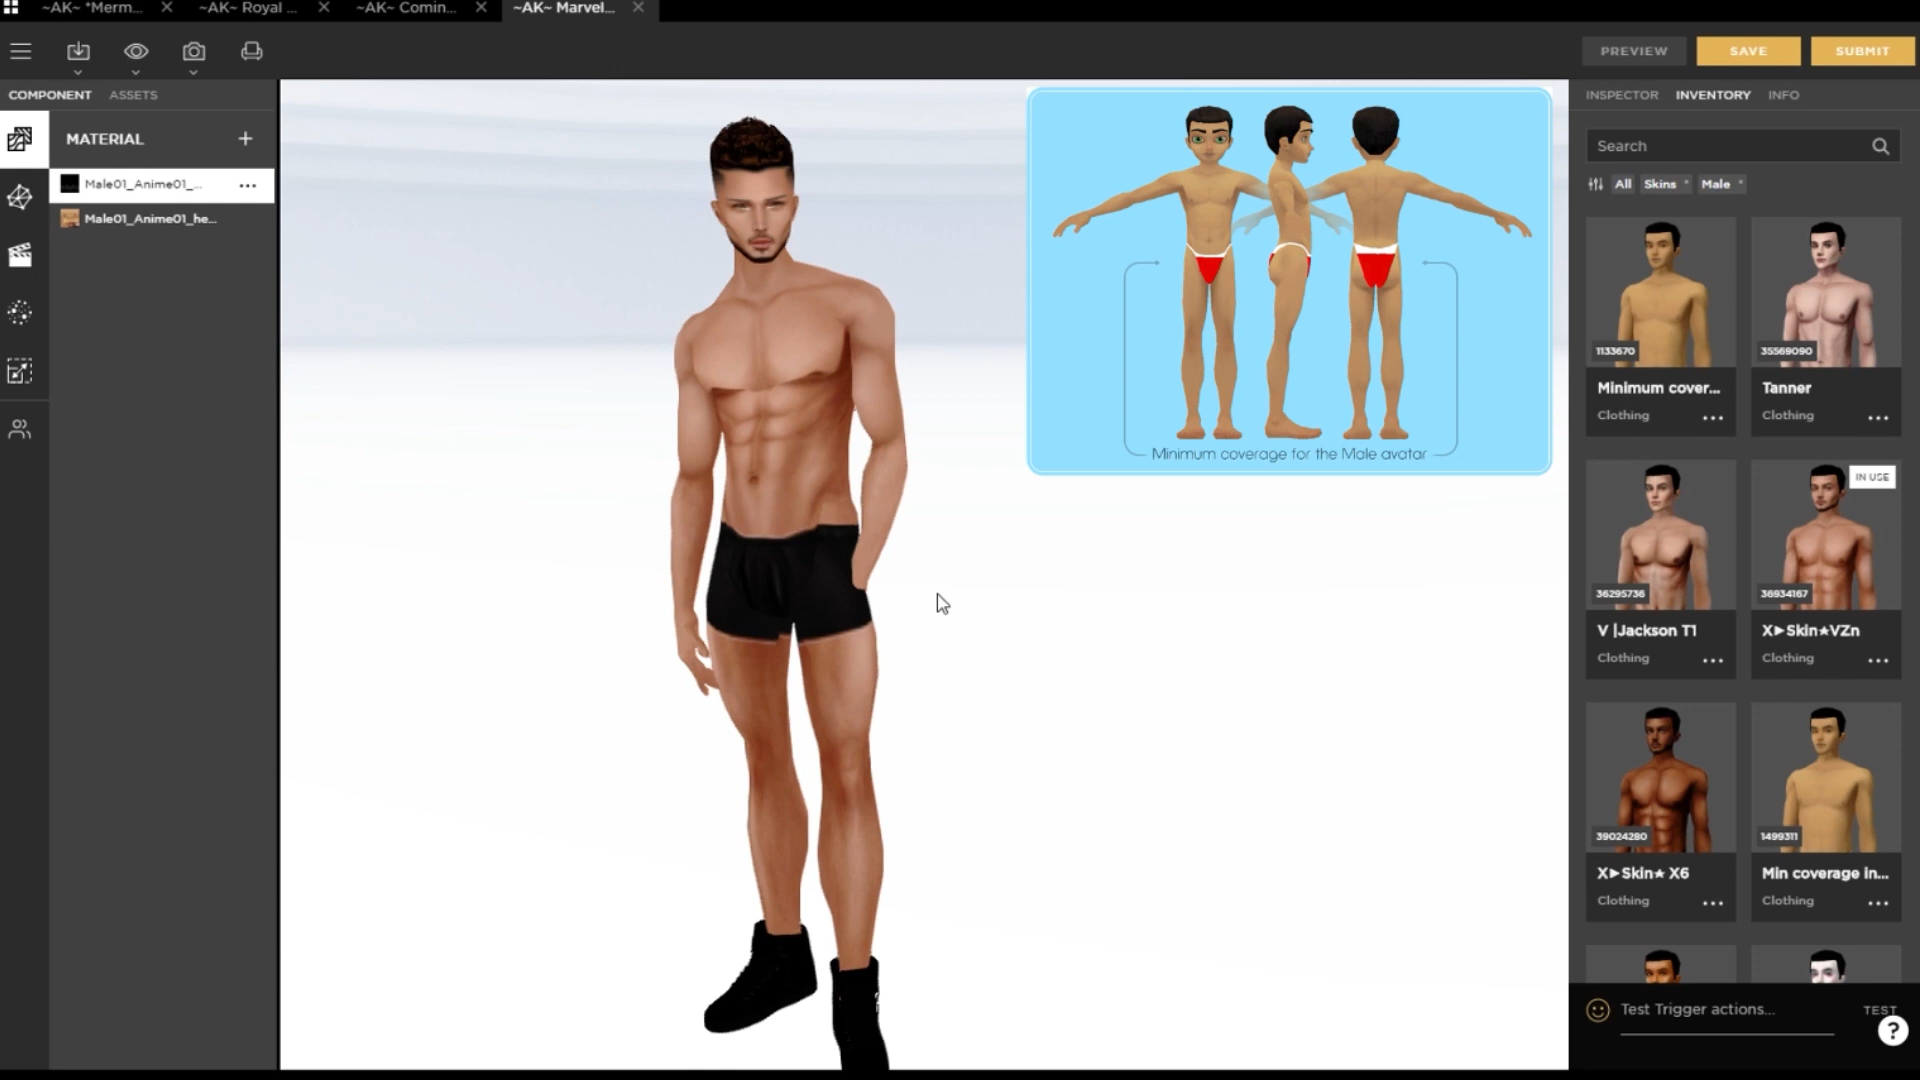 ~AK~ *Merm...
~AK~ Royal ...
~AK~ Comin...
~AK~ Marvel...
PREVIEW
SAVE
SUBMIT
COMPONENT
ASSETS
INSPECTOR
INVENTORY
INFO
MATERIAL
Male01_Anime01_...
Male01_Anime01_he...
Minimum coverage for the Male avatar
Search
All
Skins
Male
1133670
Minimum cover...
Clothing
35569090
Tanner
Clothing
36295736
V |Jackson T1
Clothing
IN USE
36934167
X►Skin★VZn
Clothing
39024280
X►Skin★ X6
Clothing
1499311
Min coverage in...
Clothing
Test Trigger actions...
TEST
?